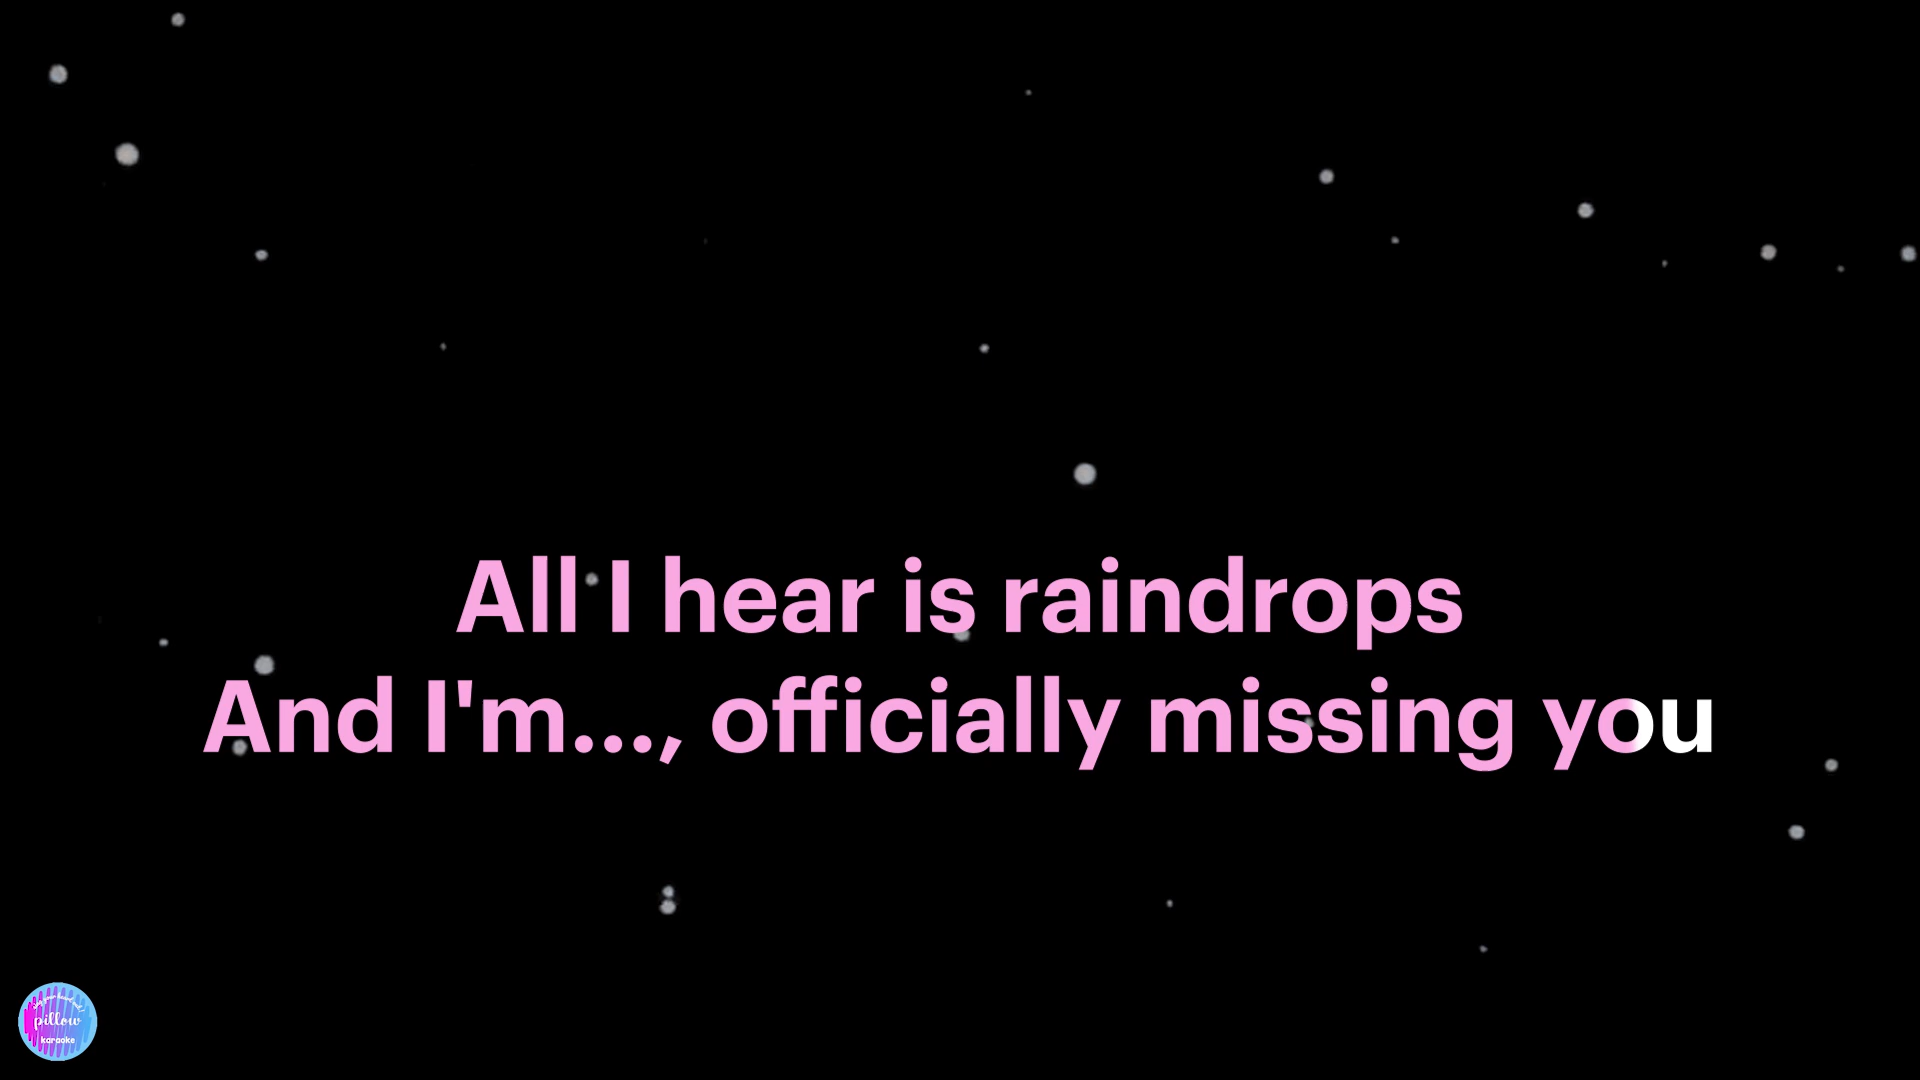 All I hear is raindrops
And I'm..., officially missing you
pillow
karaoke